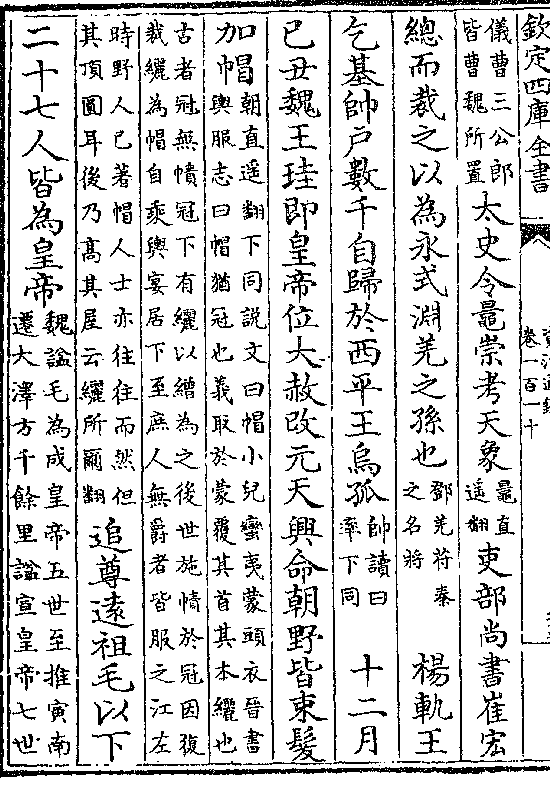 欽定四庫全書
卷一百一十
儀曹三公郎
皆曹魏所置
太史令鼂崇考天象
鼂直
遙翻
吏部尚書崔宏
總而裁之以為永式淵羌之孫也
鄧羌苻秦
之名將
楊軌王
乞基帥户數千自歸於西平王烏孤
帥讀曰
率下同
十二月
已丑魏王珪即皇帝位大赦改元天興命朝野皆束髮
加帽
朝直遥翻下同説文曰帽小兒蠻夷蒙頭衣晉書
輿服志曰帽猶冠也義取於蒙覆其首其本纚也
古者冠無幘冠下有纚以繒為之後世施幘於冠因復
裁纚為帽自乘輿宴居下至庶人無爵者皆服之江左
時野人已著帽人士亦往往而然但
其頂圓耳後乃髙其屋云纚所爾翻
追尊逺祖毛以下
二十七人皆為皇帝
魏諡毛為成皇帝五世至推寅南
遷大澤方千餘里諡宣皇帝七世